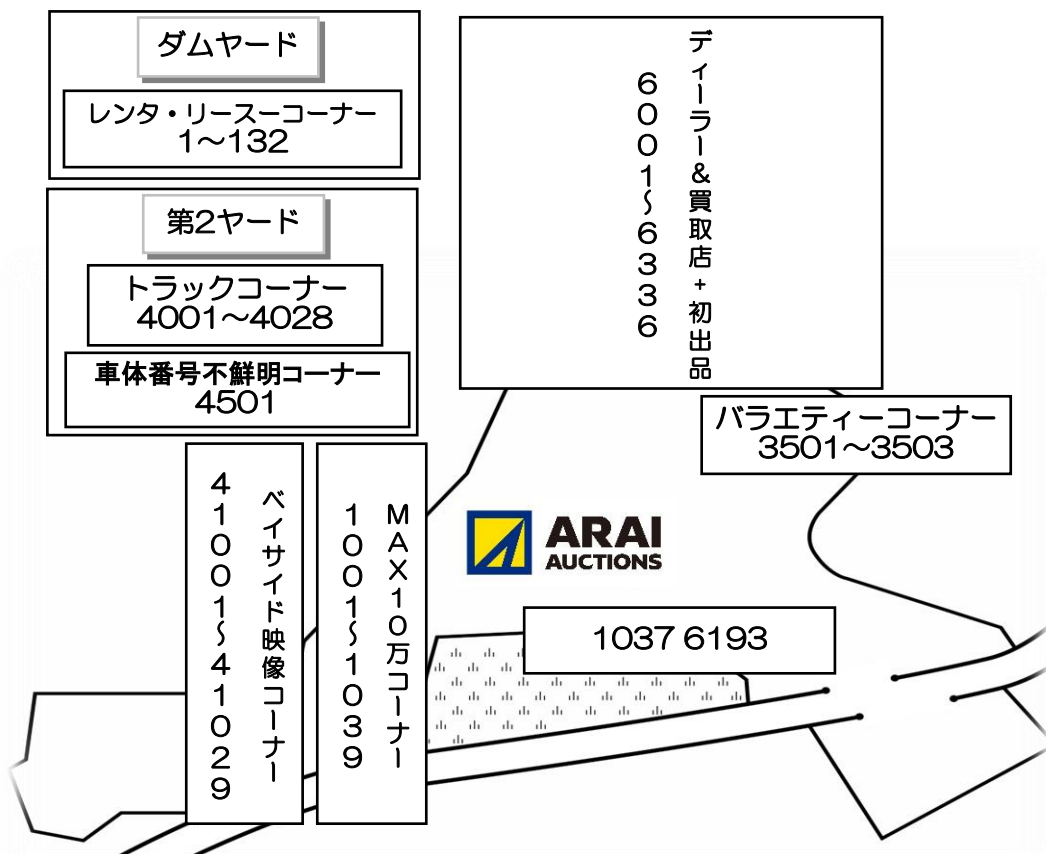 ダムヤード
レンタ・リースーコーナー
1～132
第2ヤード
トラックコーナー
4001～4028
車体番号不鮮明コーナー
4501
ディーラー&買取店+初出品
6001～6336
バラエティーコーナー
3501～3503
ベイサイド映像コーナー
41001～41029
MAX10万コーナー
1001～1039
ARAI
AUCTIONS
1037 6193